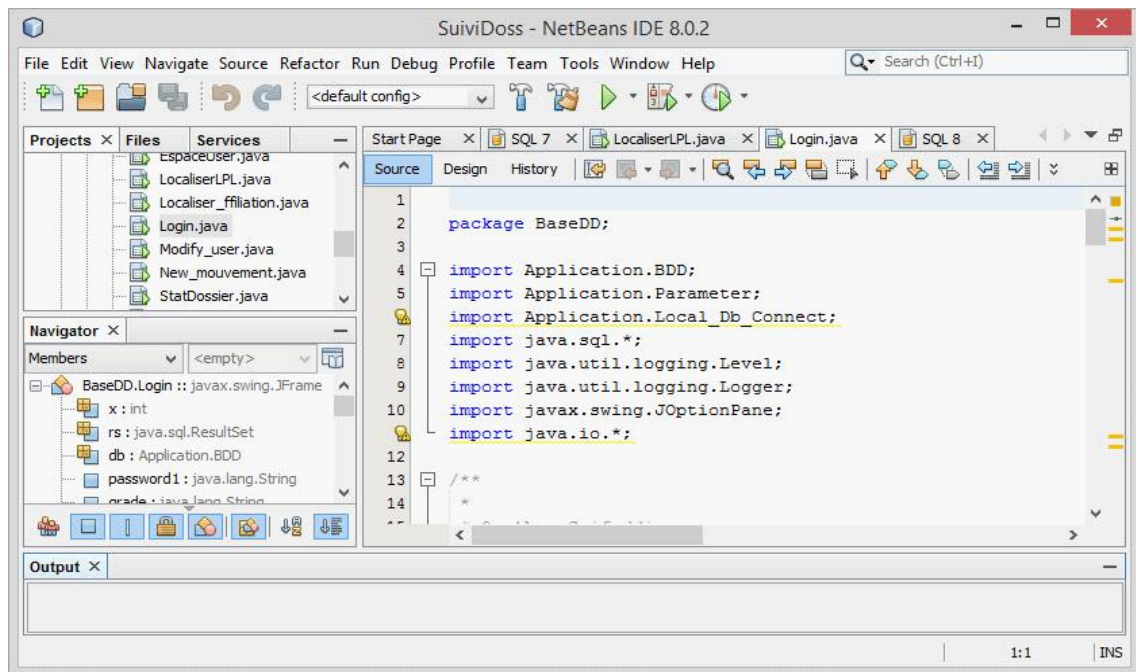 SuiviDoss - NetBeans IDE 8.0.2
File Edit View Navigate Source Refactor Run Debug Profile Team Tools Window Help
Search (Ctrl+I)
<default config>
Projects Files Services
EspaceUser.java
LocaliserLPL.java
Localiser_ffiliation.java
Login.java
Modify_user.java
New_mouvement.java
StatDossier.java
Navigator
Members <empty>
BaseDD.Login :: javax.swing.JFrame
x : int
rs : java.sql.ResultSet
db : Application.BDD
password1 : java.lang.String
grade : java.lang.String
Start Page SQL 7 LocaliserLPL.java Login.java SQL 8
Source Design History
1
2 package BaseDD;
3
4 import Application.BDD;
5 import Application.Parameter;
import Application.Local_Db_Connect;
7 import java.sql.*;
8 import java.util.logging.Level;
9 import java.util.logging.Logger;
10 import javax.swing.JOptionPane;
import java.io.*;
12
13 /**
14 *
Output
1:1 INS